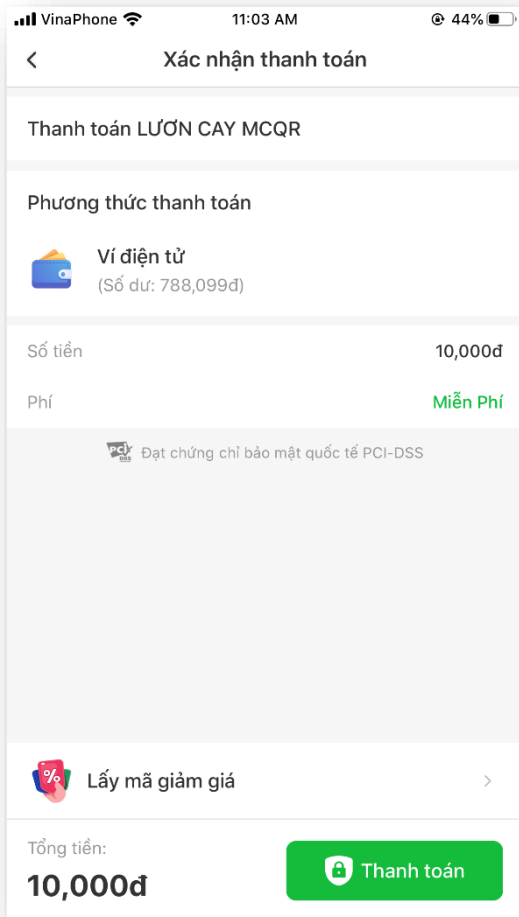 VinaPhone 11:03 AM 44%
Xác nhận thanh toán
Thanh toán LƯƠN CAY MCQR
Phương thức thanh toán
Ví điện tử
(Số dư: 788,099đ)
Số tiền 10,000đ
Phí Miễn Phí
PCI DSS Đạt chứng chỉ bảo mật quốc tế PCI-DSS
% Lấy mã giảm giá
Tổng tiền:
10,000đ
Thanh toán